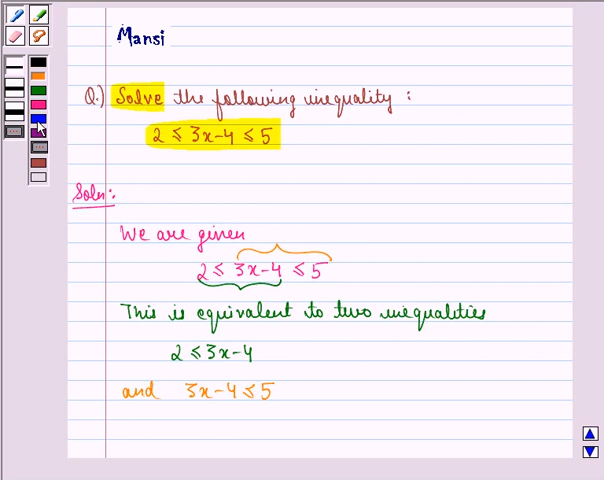 Mansi
Q.) Solve the following inequality :
2 ≤ 3x-4 ≤ 5
Soln:
We are given
2 ≤ 3x-4 ≤ 5
This is equivalent to two inequalities
2 ≤ 3x-4
and 3x-4 ≤ 5